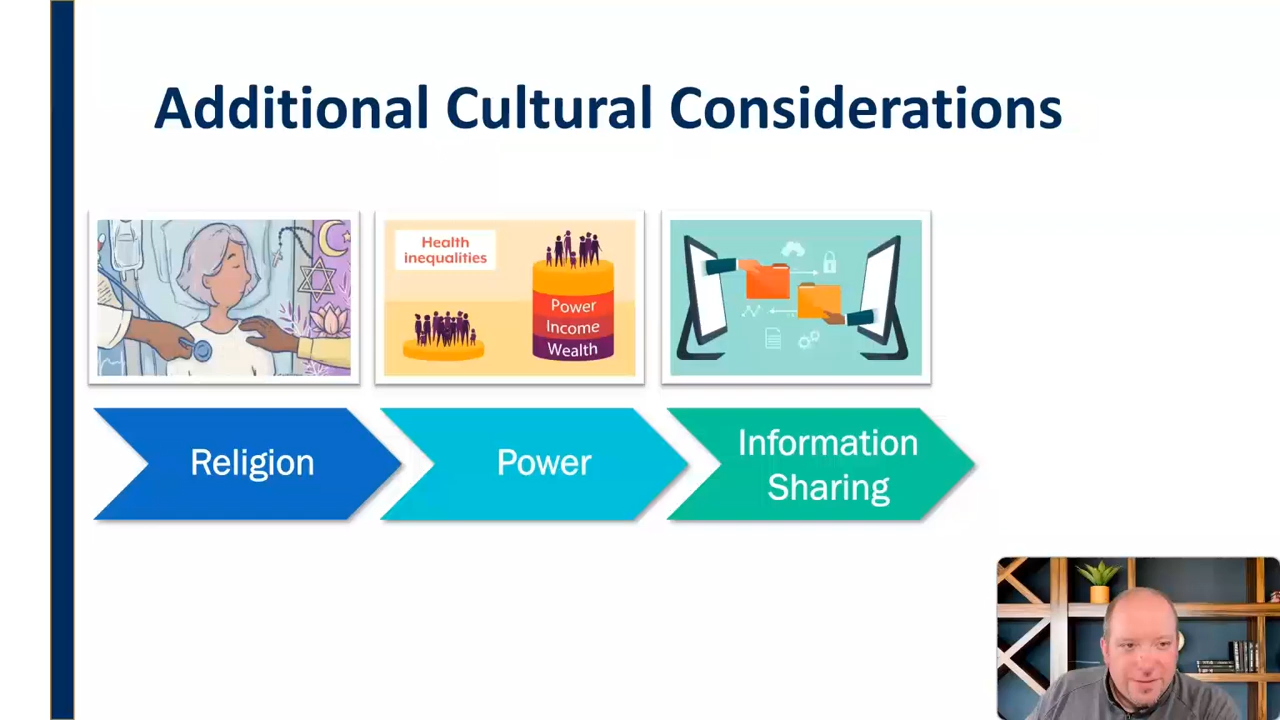 Additional Cultural Considerations
Health
inequalities
Power
Income
Wealth
Religion
Power
Information
Sharing